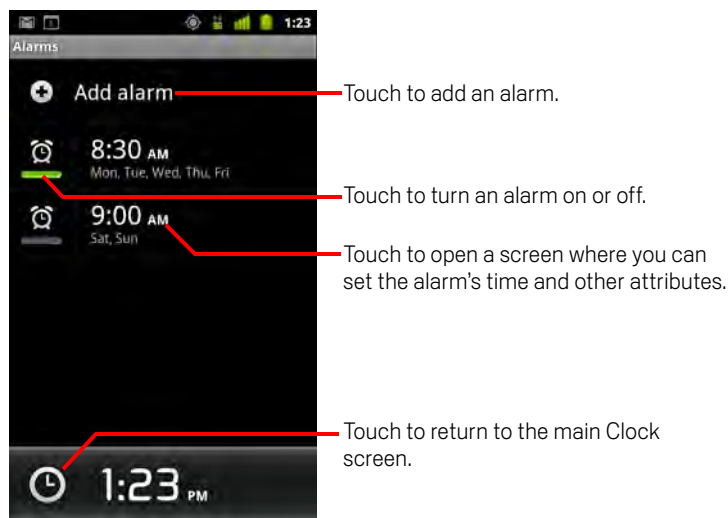 1:23
Alarms
Add alarm
Touch to add an alarm.
8:30 AM
Mon, Tue, Wed, Thu, Fri
Touch to turn an alarm on or off.
9:00 AM
Sat, Sun
Touch to open a screen where you can
set the alarm's time and other attributes.
Touch to return to the main Clock
screen.
1:23 PM